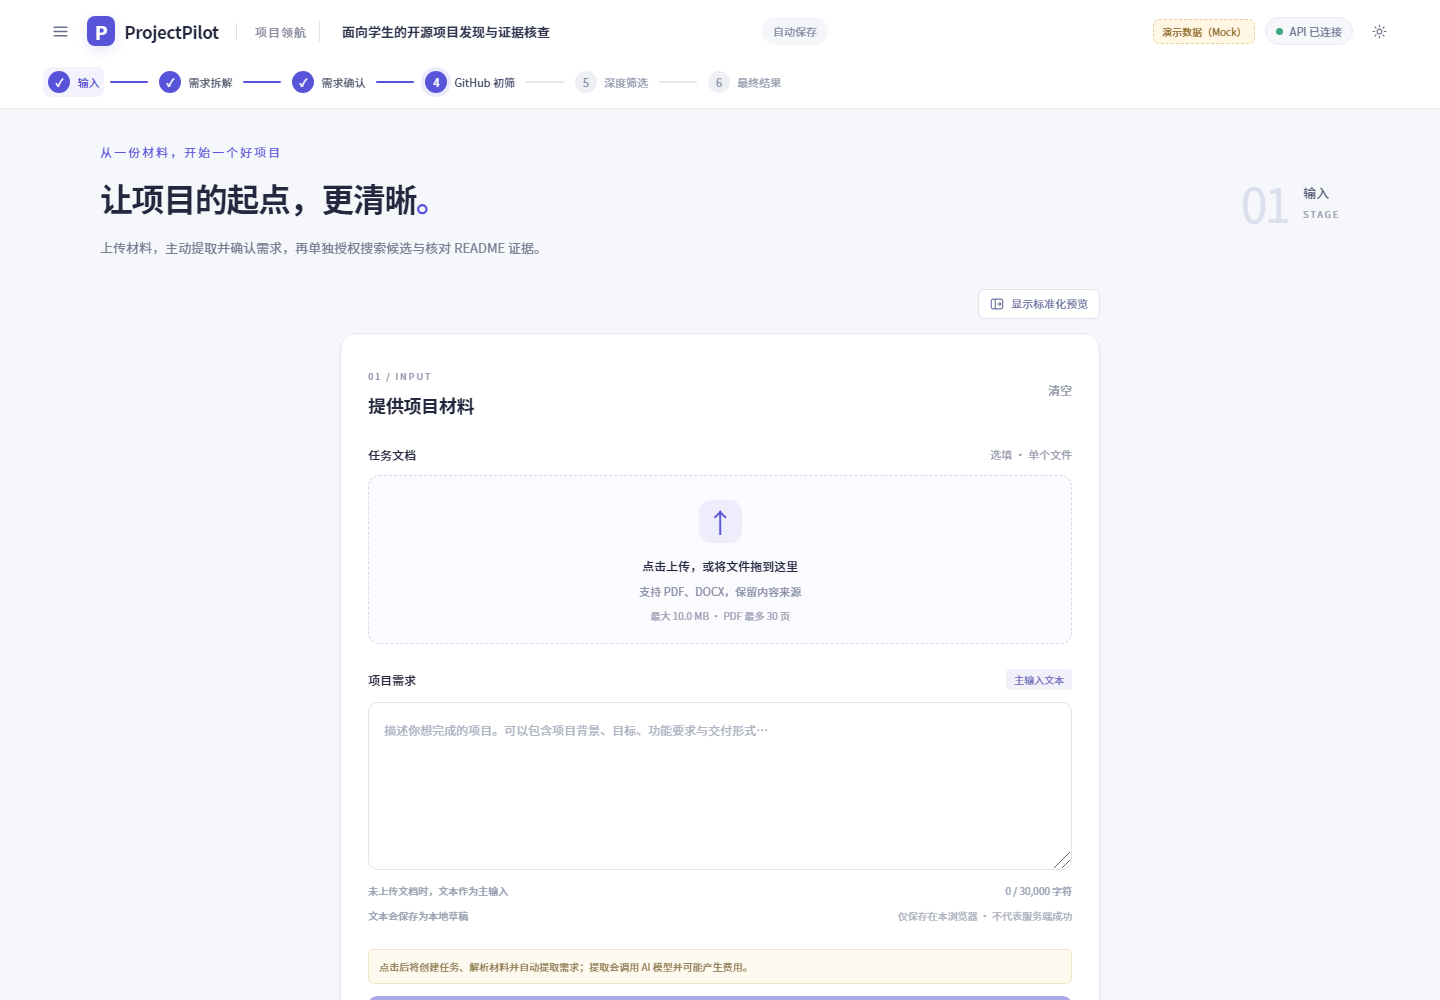 P ProjectPilot 项目领航 面向学生的开源项目发现与证据核查 自动保存 演示数据（Mock） API 已连接
✓ 输入 ✓ 需求拆解 ✓ 需求确认 4 GitHub 初筛 5 深度筛选 6 最终结果
从一份材料，开始一个好项目
让项目的起点，更清晰。
01 输入
STAGE
上传材料，主动提取并确认需求，再单独授权搜索候选与核对 README 证据。
显示标准化预览
01 / INPUT
提供项目材料
清空
任务文档 选填 · 单个文件
点击上传，或将文件拖到这里
支持 PDF、DOCX，保留内容来源
最大 10.0 MB · PDF 最多 30 页
项目需求 主输入文本
描述你想完成的项目。可以包含项目背景、目标、功能要求与交付形式…
未上传文档时，文本作为主输入 0 / 30,000 字符
文本会保存为本地草稿 仅保存在本浏览器 · 不代表服务端成功
点击后将创建任务、解析材料并自动提取需求；提取会调用 AI 模型并可能产生费用。